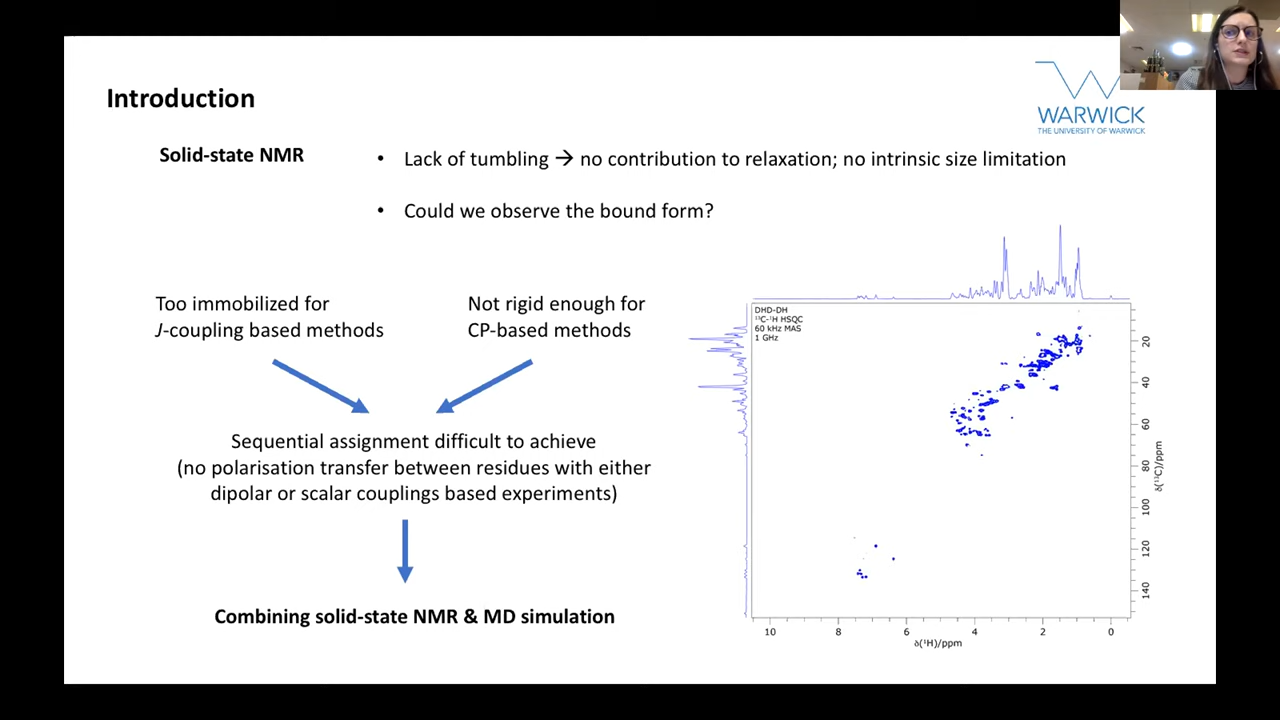 Introduction
WARWICK
THE UNIVERSITY OF WARWICK
Solid-state NMR
• Lack of tumbling → no contribution to relaxation; no intrinsic size limitation
• Could we observe the bound form?
Too immobilized for
J-coupling based methods
Not rigid enough for
CP-based methods
Sequential assignment difficult to achieve
(no polarisation transfer between residues with either
dipolar or scalar couplings based experiments)
Combining solid-state NMR & MD simulation
DHD-DH
¹³C-¹H HSQC
60 kHz MAS
1 GHz
20
40
60
80
100
120
140
δ(¹³C)/ppm
10 8 6 4 2 0
δ(¹H)/ppm